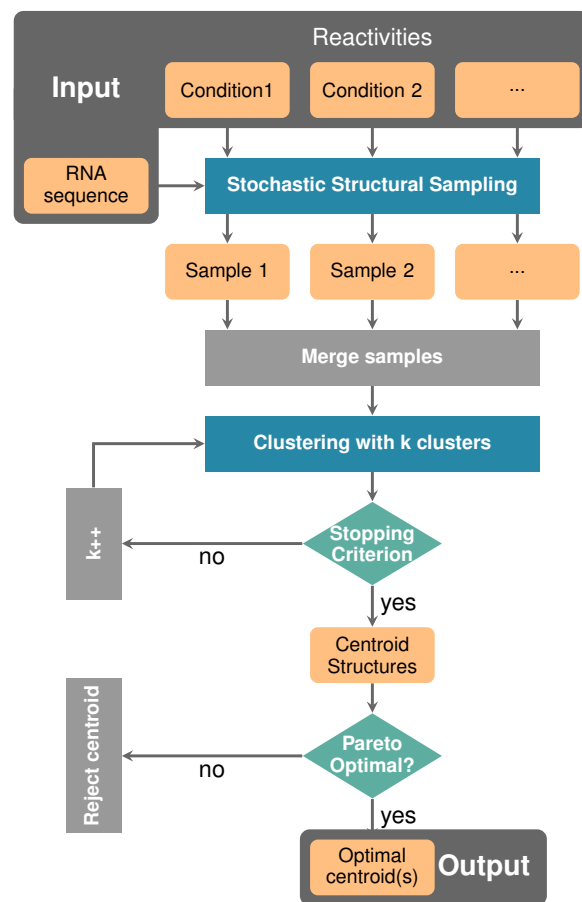 Reactivities
Input
Condition1
Condition 2
...
RNA
sequence
Stochastic Structural Sampling
Sample 1
Sample 2
...
Merge samples
Clustering with k clusters
k++
Stopping
Criterion
no
yes
Centroid
Structures
Reject centroid
Pareto
Optimal?
no
yes
Optimal
centroid(s)
Output